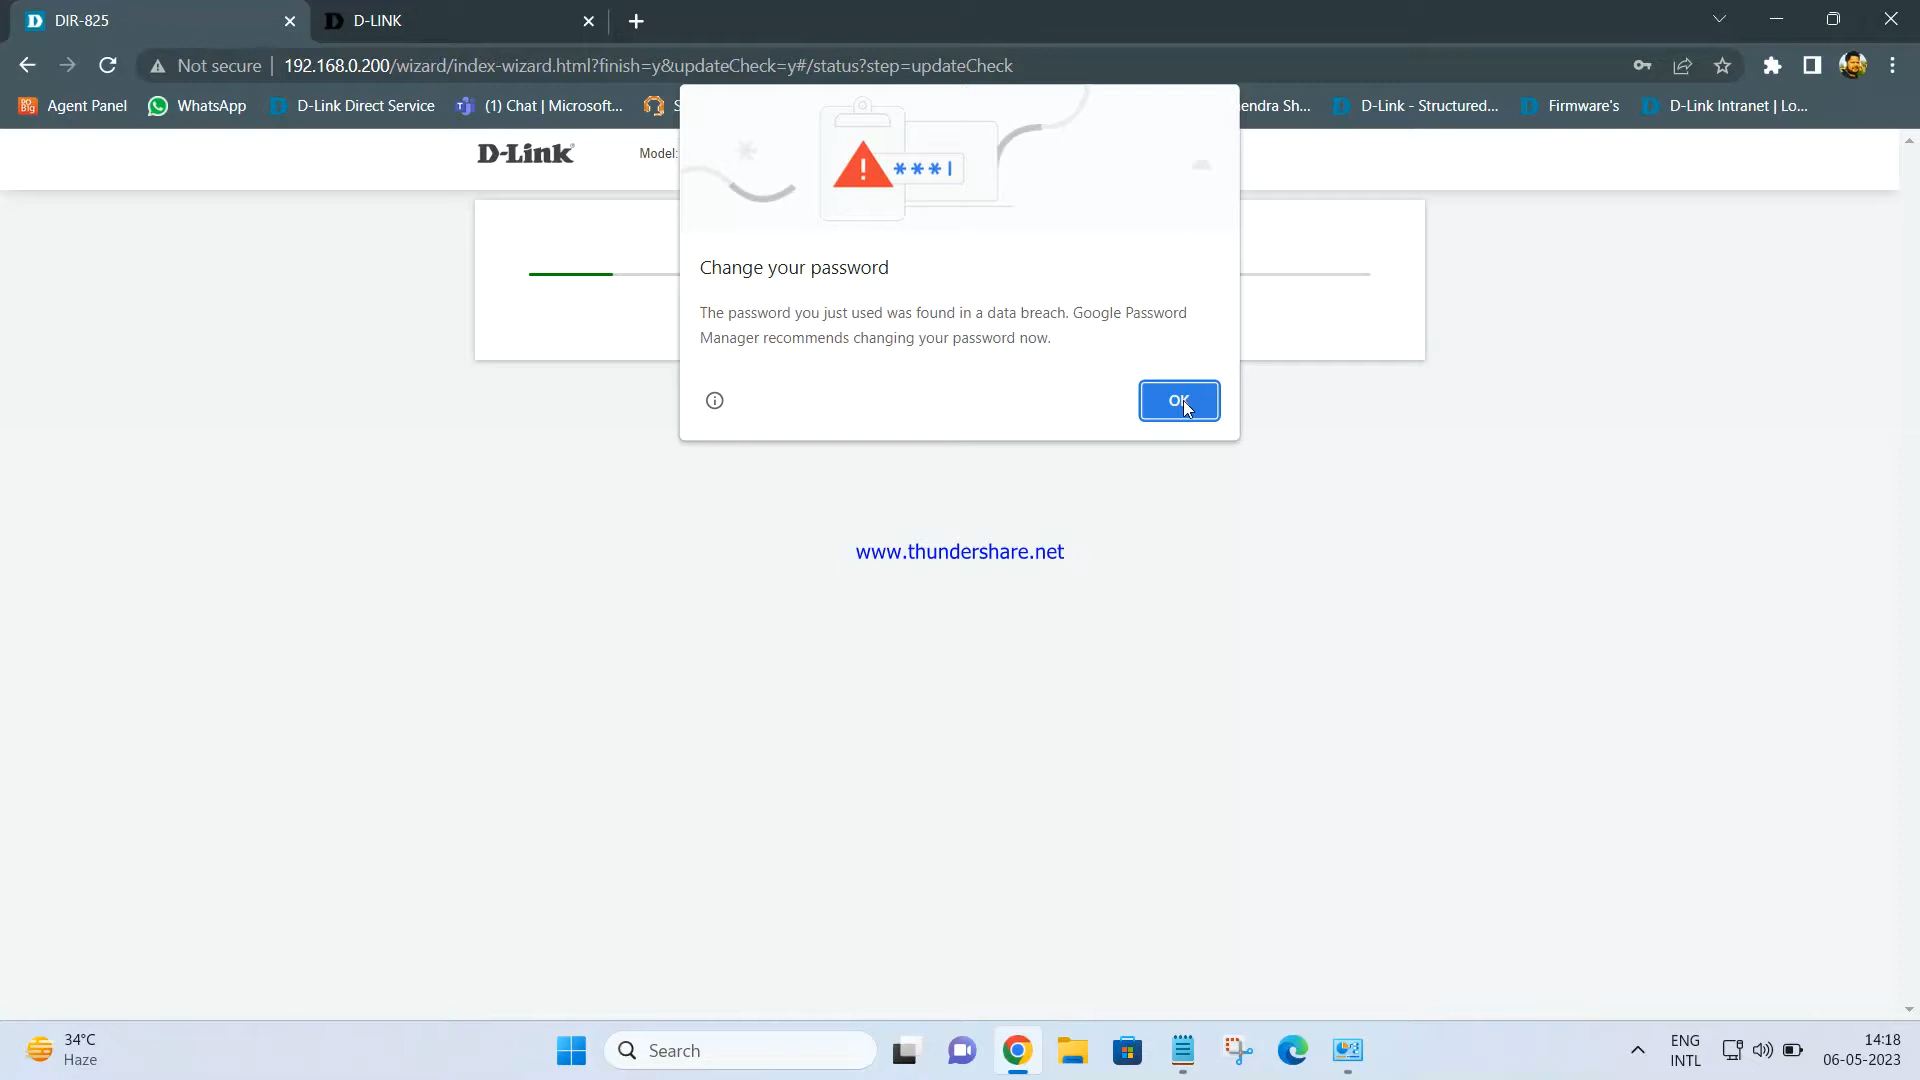 DIR-825
D-LINK
Not secure
192.168.0.200/wizard/index-wizard.html?finish=y&updateCheck=y#/status?step=updateCheck
Agent Panel
WhatsApp
D-Link Direct Service
(1) Chat | Microsoft...
S
endra Sh...
D-Link - Structured...
Firmware's
D-Link Intranet | Lo...
D-Link
Model:
***|
Change your password
The password you just used was found in a data breach. Google Password
Manager recommends changing your password now.
OK
www.thundershare.net
34°C
Haze
Search
ENG
INTL
14:18
06-05-2023